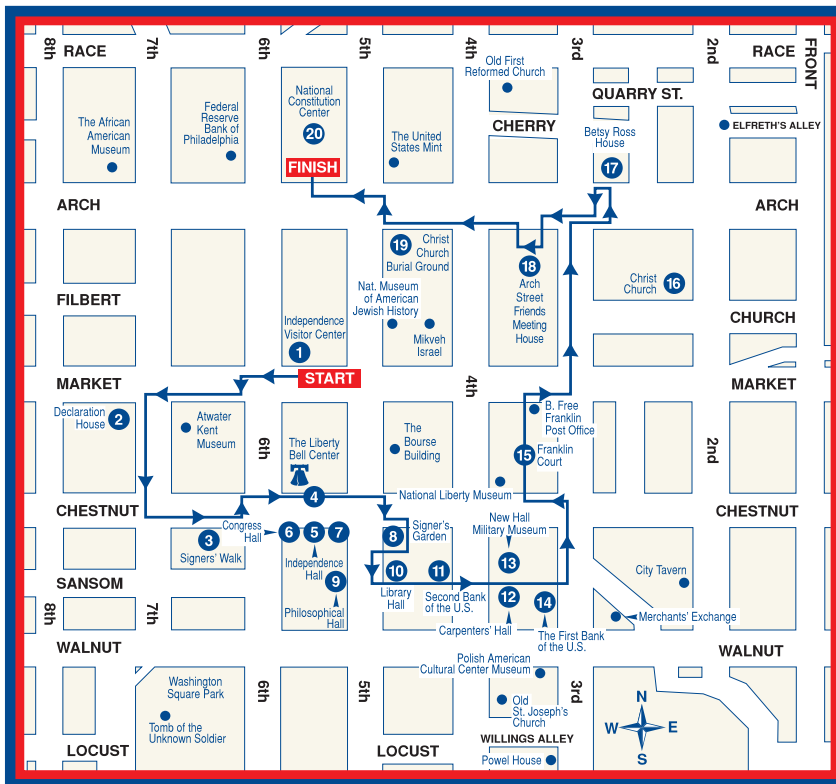 8th
RACE
7th
6th
5th
4th
3rd
2nd
RACE
FRONT
Old First
Reformed Church
National
Constitution
Center
20
FINISH
Federal
Reserve
Bank of
Philadelphia
The African
American
Museum
The United
States Mint
CHERRY
QUARRY ST.
Betsy Ross
House
17
ELFRETH'S ALLEY
ARCH
ARCH
19
Christ
Church
Burial Ground
18
Arch
Street
Friends
Meeting
House
Christ
Church
16
Nat. Museum
of American
Jewish History
Mikveh
Israel
FILBERT
CHURCH
Independence
Visitor Center
1
START
MARKET
4th
MARKET
Declaration
House
2
Atwater
Kent
Museum
6th
The Liberty
Bell Center
4
The
Bourse
Building
B. Free
Franklin
Post Office
15
Franklin
Court
2nd
National Liberty Museum
CHESTNUT
CHESTNUT
3
Signers' Walk
Congress
Hall
6
5
7
Independence
Hall
9
Philosophical
Hall
8
Signer's
Garden
10
Library
Hall
11
Second Bank
of the U.S.
New Hall
Military Museum
13
12
Carpenters' Hall
14
The First Bank
of the U.S.
City Tavern
Merchants' Exchange
SANSOM
8th
7th
WALNUT
WALNUT
Washington
Square Park
Tomb of the
Unknown Soldier
6th
5th
Polish American
Cultural Center Museum
3rd
Old
St. Joseph's
Church
WILLINGS ALLEY
Powel House
N
W
E
S
LOCUST
LOCUST